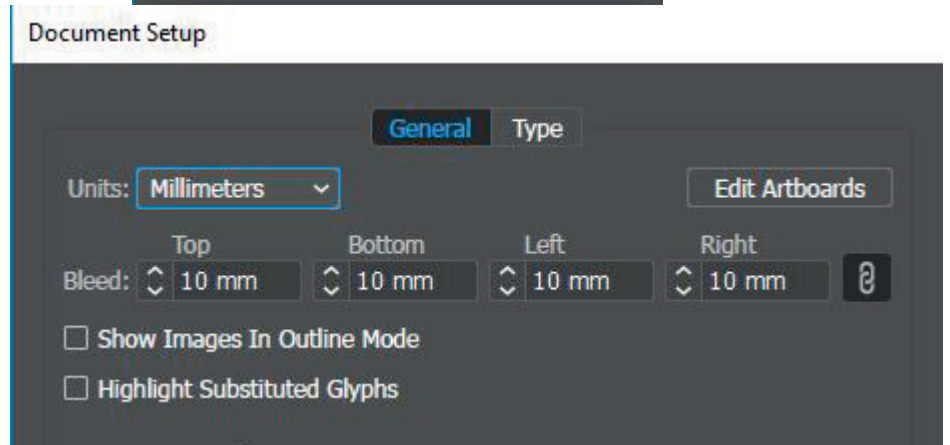 Document Setup
General Type
Units: Millimeters Edit Artboards
Top Bottom Left Right
Bleed: 10 mm 10 mm 10 mm 10 mm
Show Images In Outline Mode
Highlight Substituted Glyphs